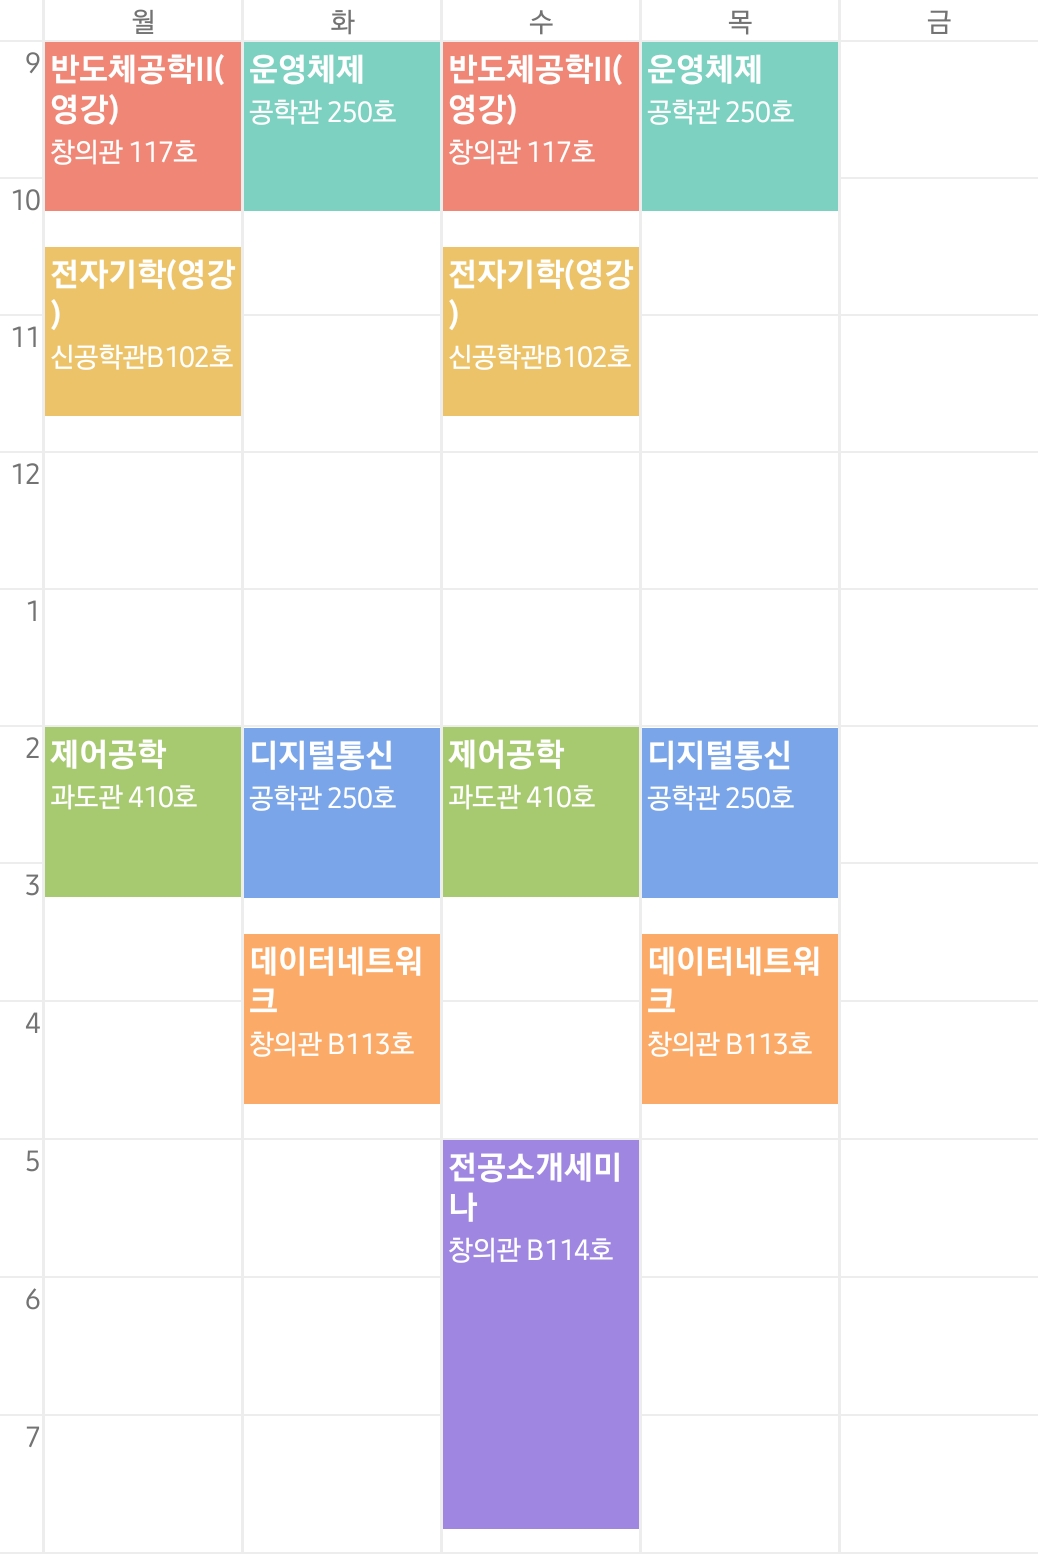 월 화 수 목 금
9
반도체공학II(
영강)
창의관 117호
운영체제
공학관 250호
반도체공학II(
영강)
창의관 117호
운영체제
공학관 250호
10
전자기학(영강
)
신공학관B102호
전자기학(영강
)
신공학관B102호
11
12
1
2
제어공학
과도관 410호
디지털통신
공학관 250호
제어공학
과도관 410호
디지털통신
공학관 250호
3
데이터네트워
크
창의관 B113호
데이터네트워
크
창의관 B113호
4
5
전공소개세미
나
창의관 B114호
6
7